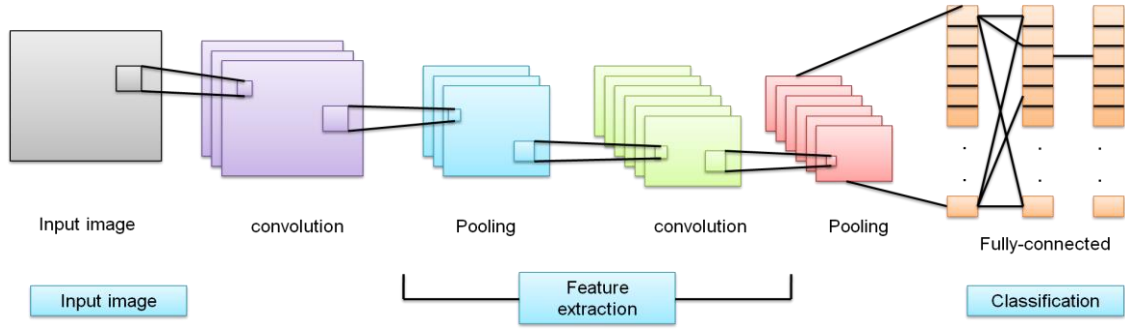 Input image
convolution
Pooling
convolution
Pooling
Fully-connected
Input image
Feature
extraction
Classification